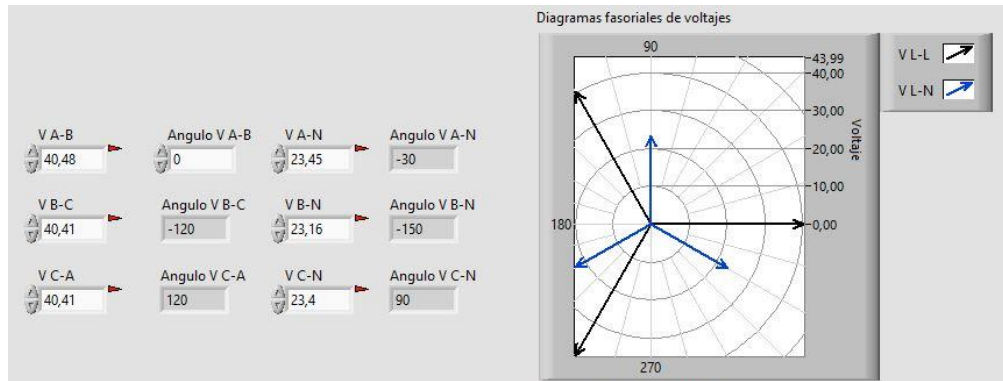 Diagramas fasoriales de voltajes
90
V L-L
V L-N
43,99
40,00
30,00
20,00
10,00
0,00
Voltaje
180
270
V A-B
Angulo V A-B
V A-N
Angulo V A-N
40,48
0
23,45
-30
V B-C
Angulo V B-C
V B-N
Angulo V B-N
40,41
-120
23,16
-150
V C-A
Angulo V C-A
V C-N
Angulo V C-N
40,41
120
23,4
90